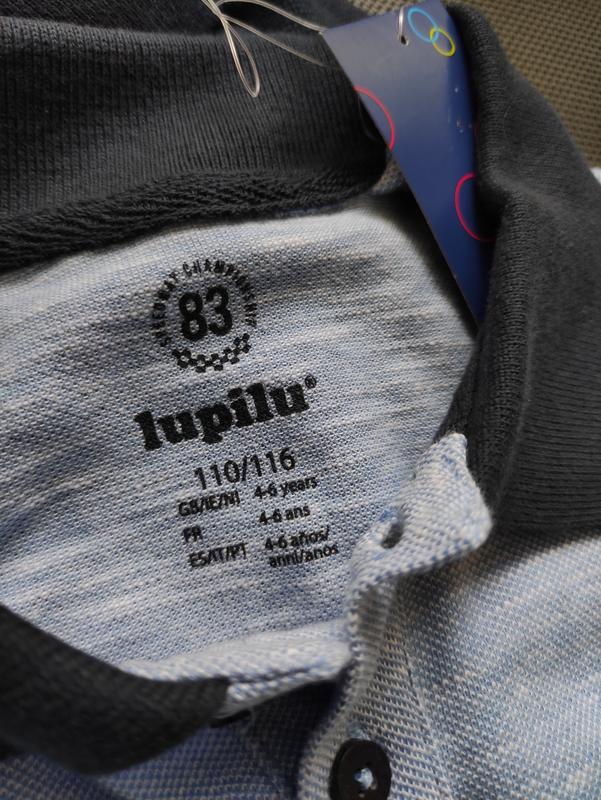 SPEEDWAY CHAMPIONSHIP
83
lupilu®
110/116
GB/IE/NI 4-6 years
FR 4-6 ans
ES/IT/PT 4-6 años/
anni/anos